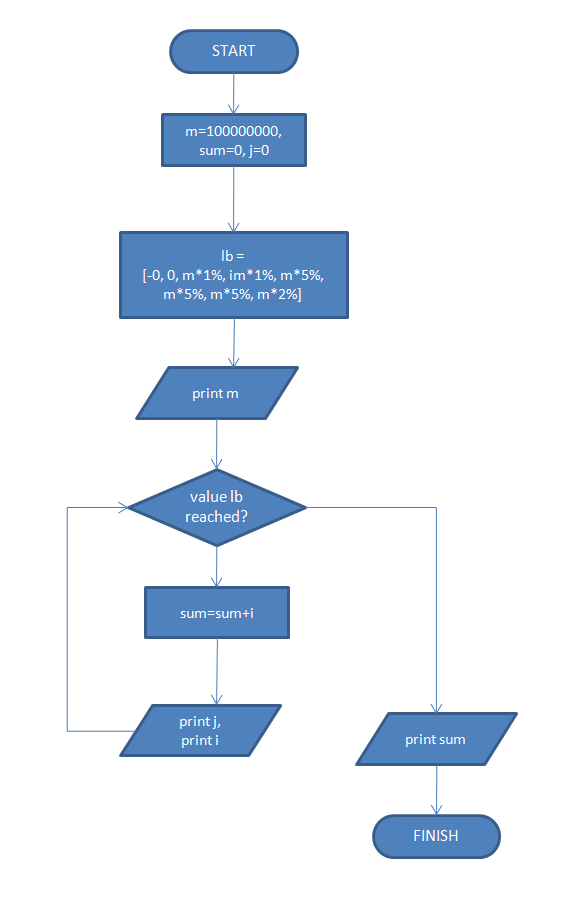 START
m=100000000,
sum=0, j=0
lb =
[-0, 0, m*1%, im*1%, m*5%,
m*5%, m*5%, m*2%]
print m
value lb
reached?
sum=sum+i
print j,
print i
print sum
FINISH